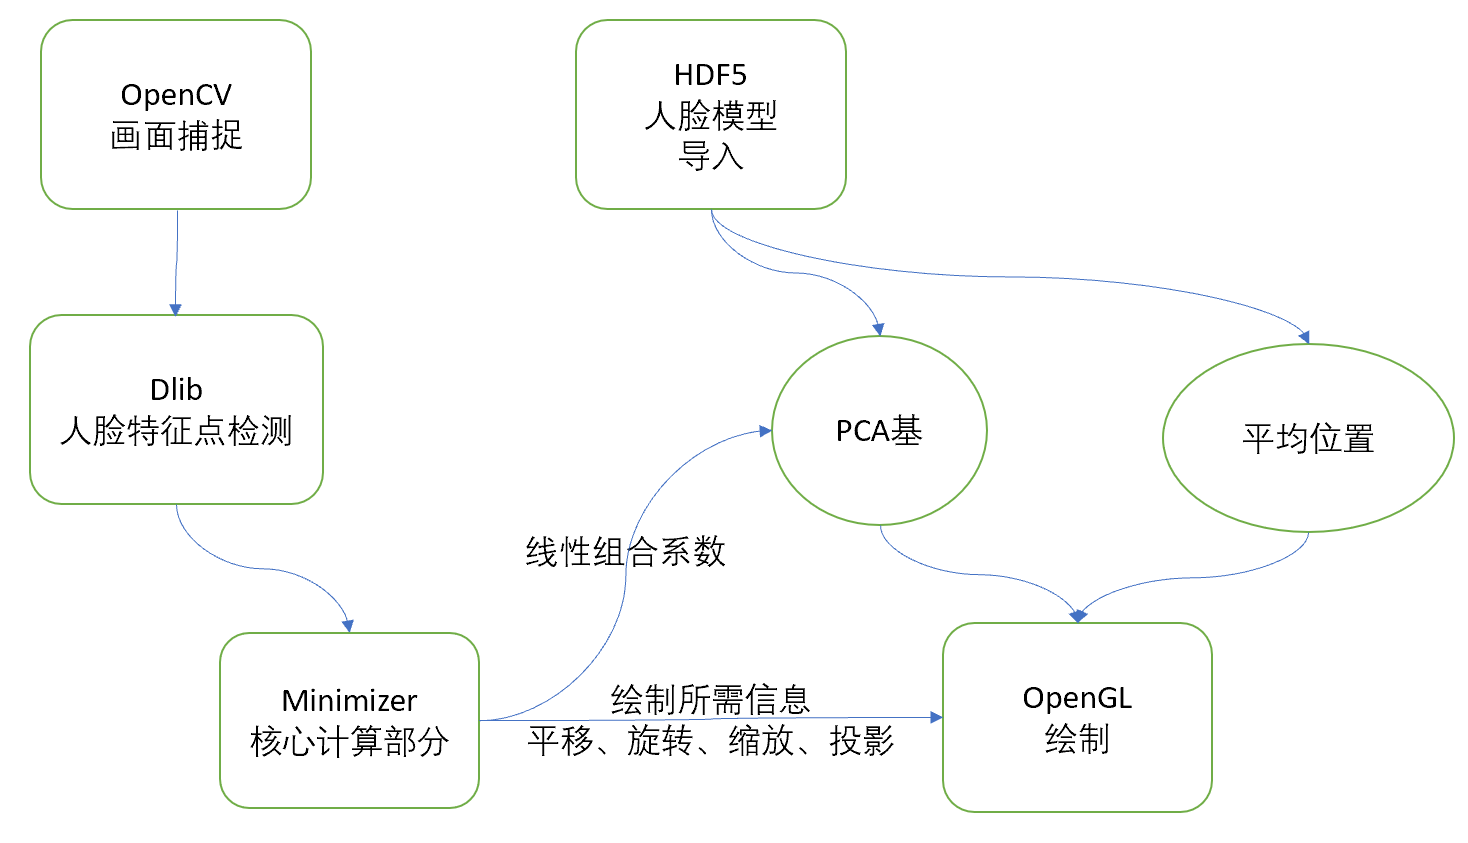 OpenCV
画面捕捉
HDF5
人脸模型
导入
Dlib
人脸特征点检测
PCA基
平均位置
线性组合系数
Minimizer
核心计算部分
绘制所需信息
平移、旋转、缩放、投影
OpenGL
绘制